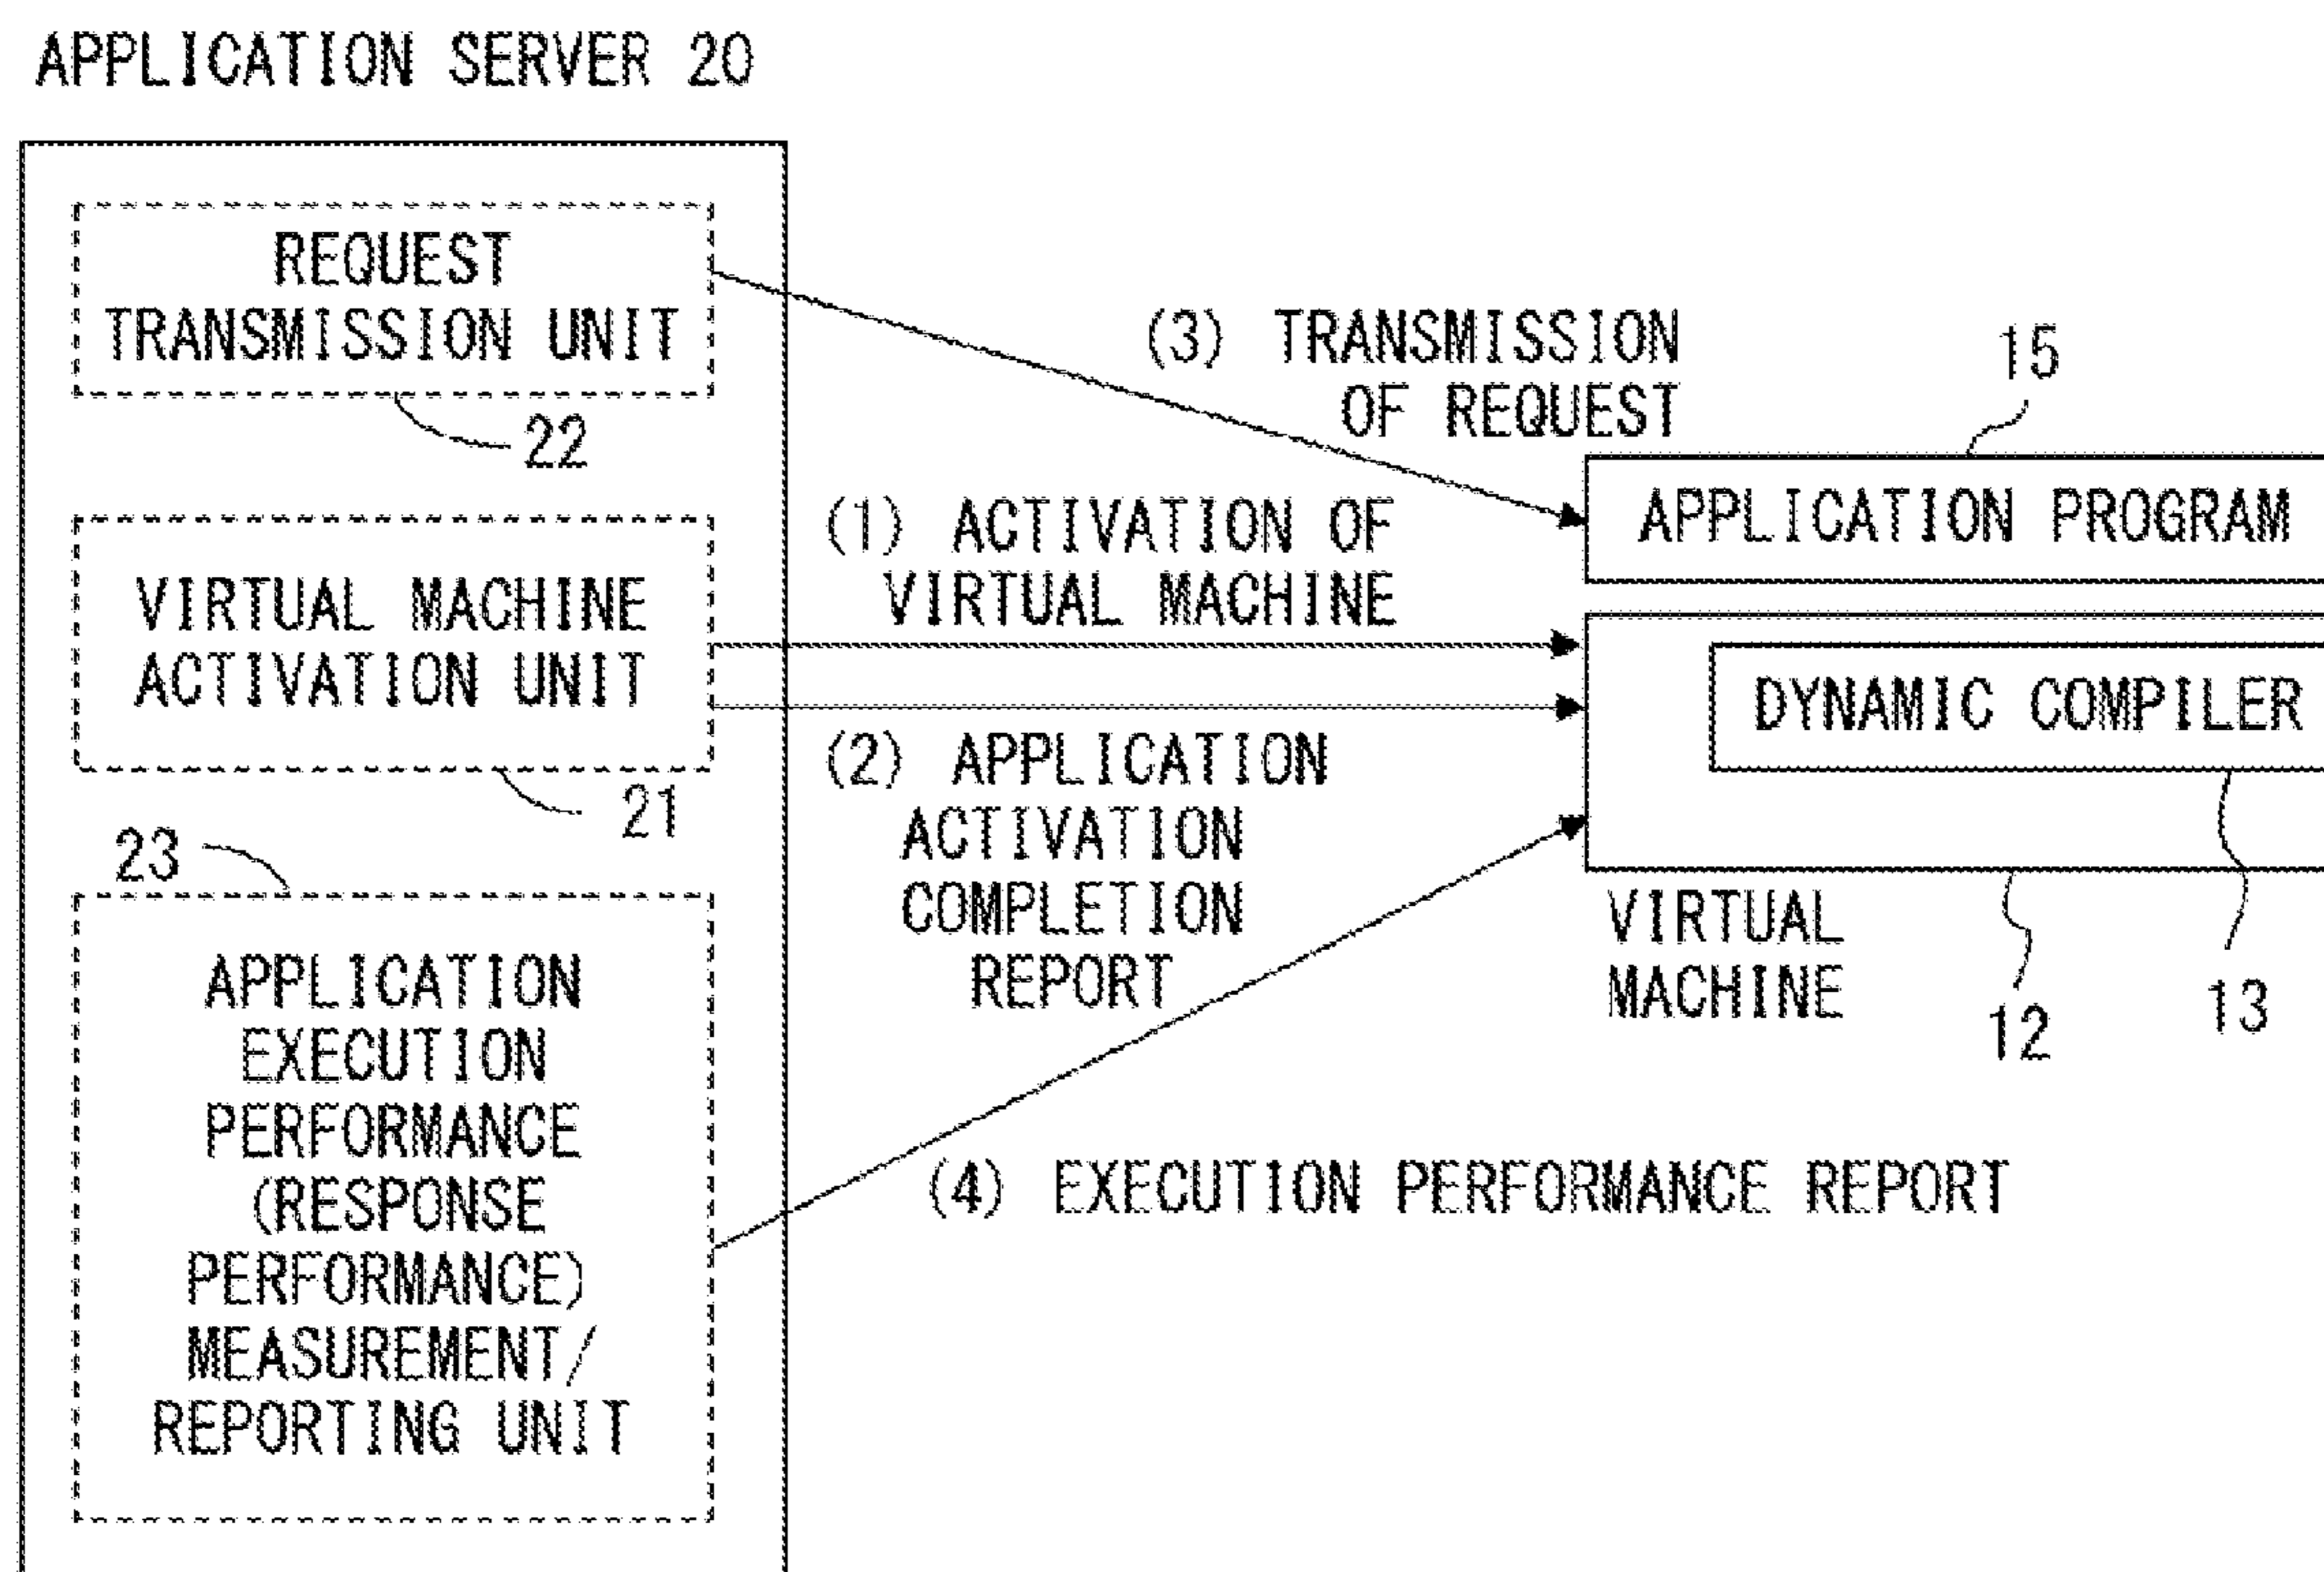 APPLICATION SERVER 20
REQUEST
TRANSMISSION UNIT
22
VIRTUAL MACHINE
ACTIVATION UNIT
21
23
APPLICATION
EXECUTION
PERFORMANCE
(RESPONSE
PERFORMANCE)
MEASUREMENT/
REPORTING UNIT
(3) TRANSMISSION
OF REQUEST
(1) ACTIVATION OF
VIRTUAL MACHINE
(2) APPLICATION
ACTIVATION
COMPLETION
REPORT
(4) EXECUTION PERFORMANCE REPORT
15
APPLICATION PROGRAM
DYNAMIC COMPILER
VIRTUAL
MACHINE
12
13